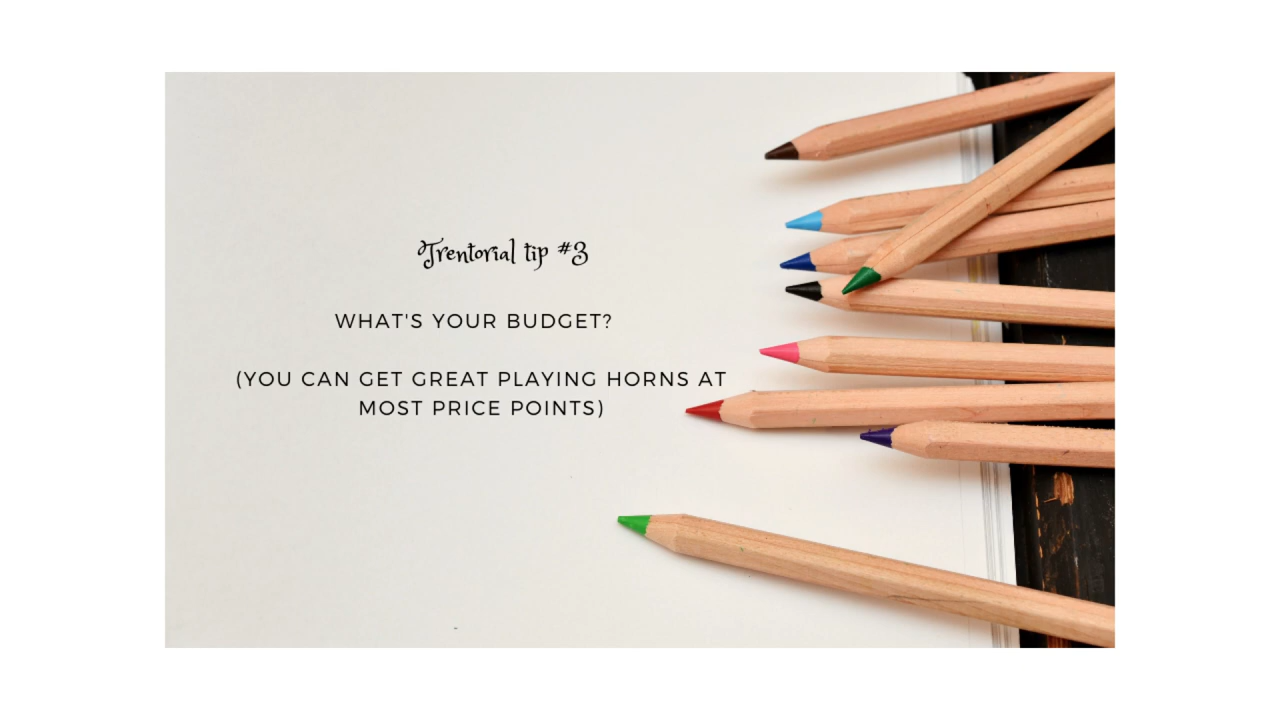 Trentorial tip #3
WHAT'S YOUR BUDGET?
(YOU CAN GET GREAT PLAYING HORNS AT
MOST PRICE POINTS)